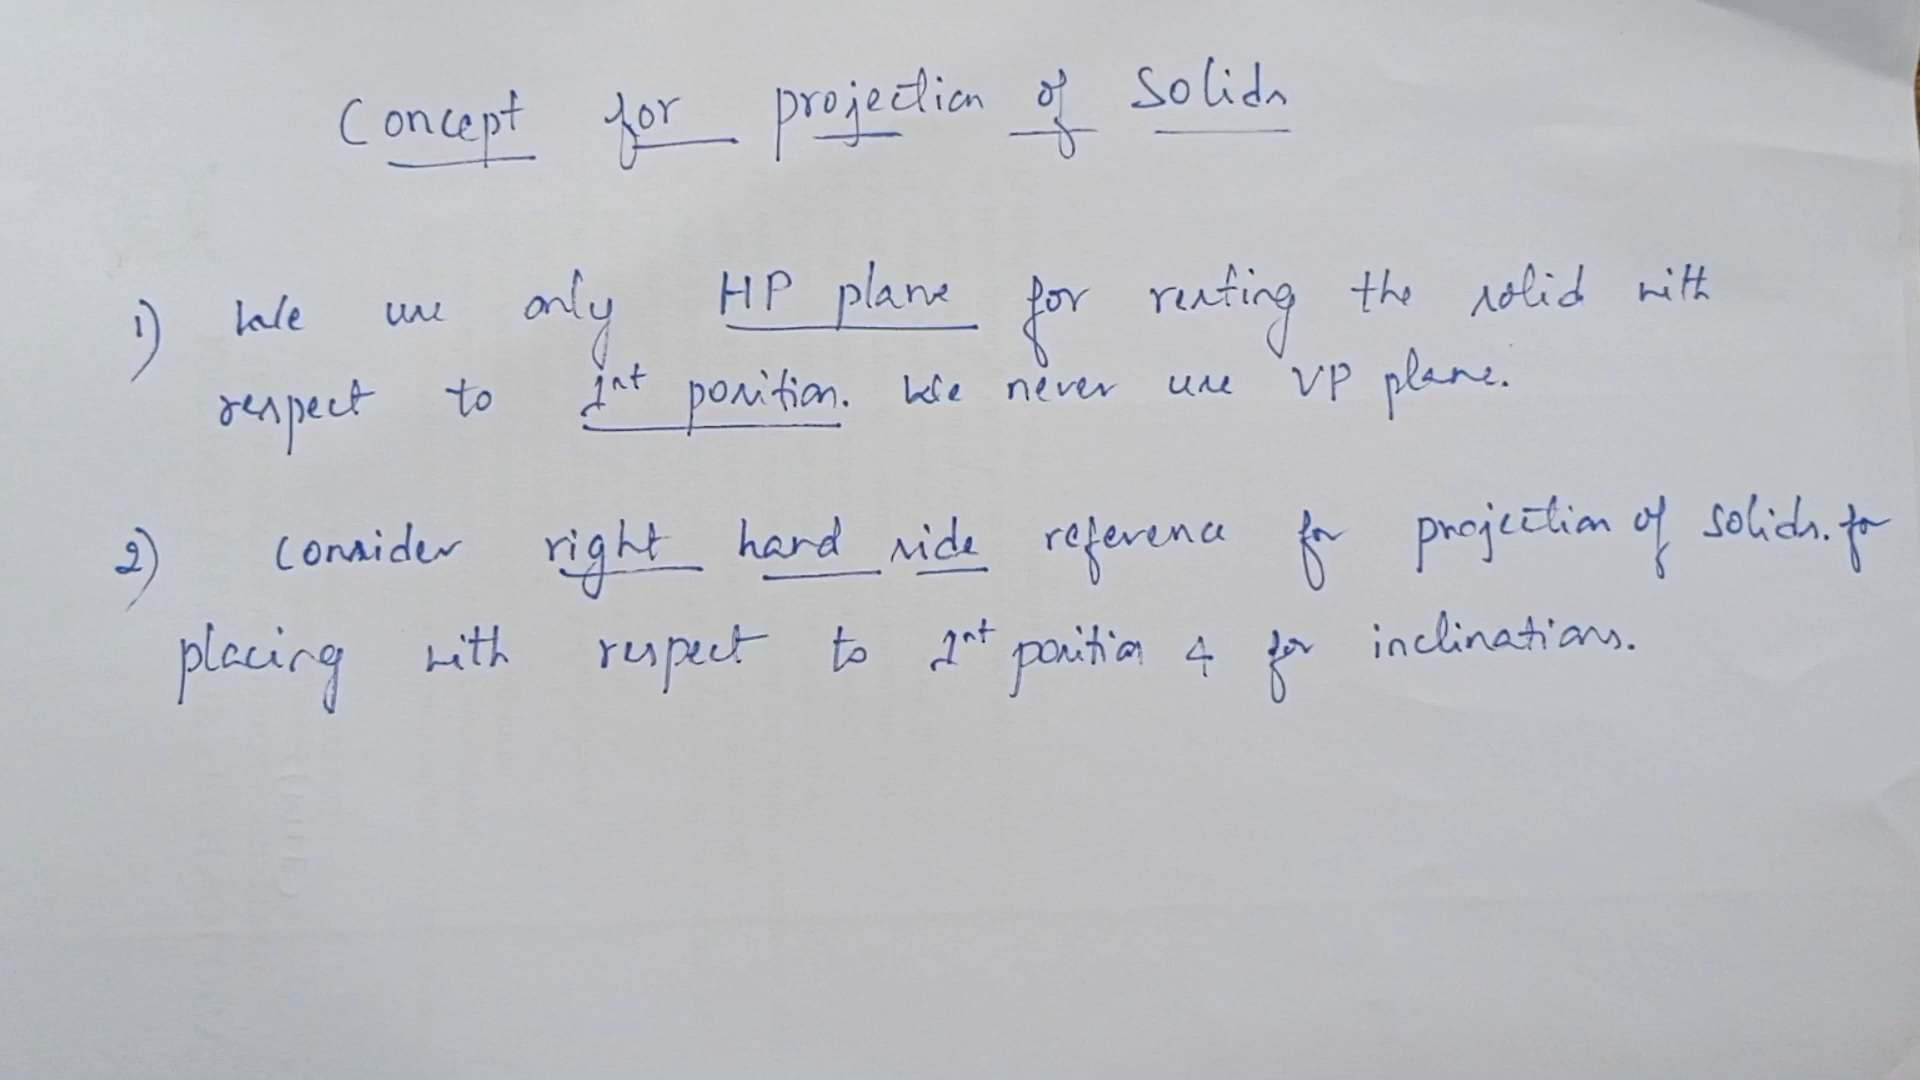 Concept for projection of Solids
1) We use only HP plane for resting the solid with
respect to 1st position. We never use VP plane.
2) Consider right hand side reference for projection of solids. for
placing with respect to 1st position & for inclinations.